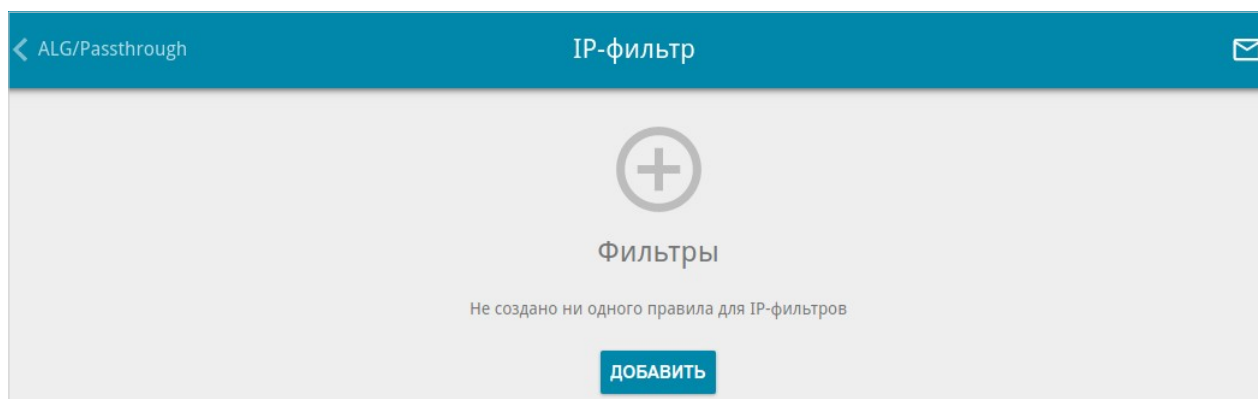 ALG/Passthrough
IP-фильтр
Фильтры
Не создано ни одного правила для IP-фильтров
ДОБАВИТЬ